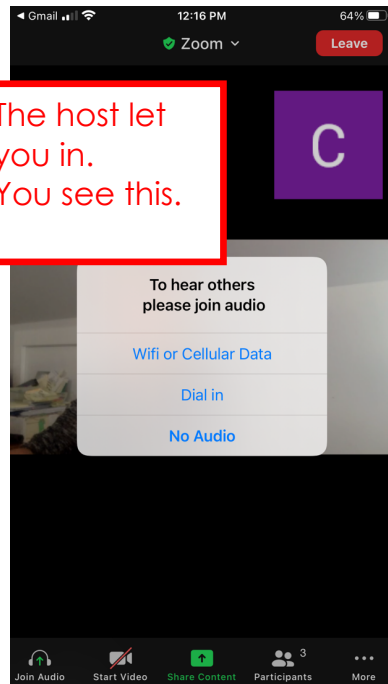 ◄ Gmail 12:16 PM 64%
Zoom
Leave
The host let
you in.
You see this.
C
To hear others
please join audio
Wifi or Cellular Data
Dial in
No Audio
3
Join Audio Start Video Share Content Participants More